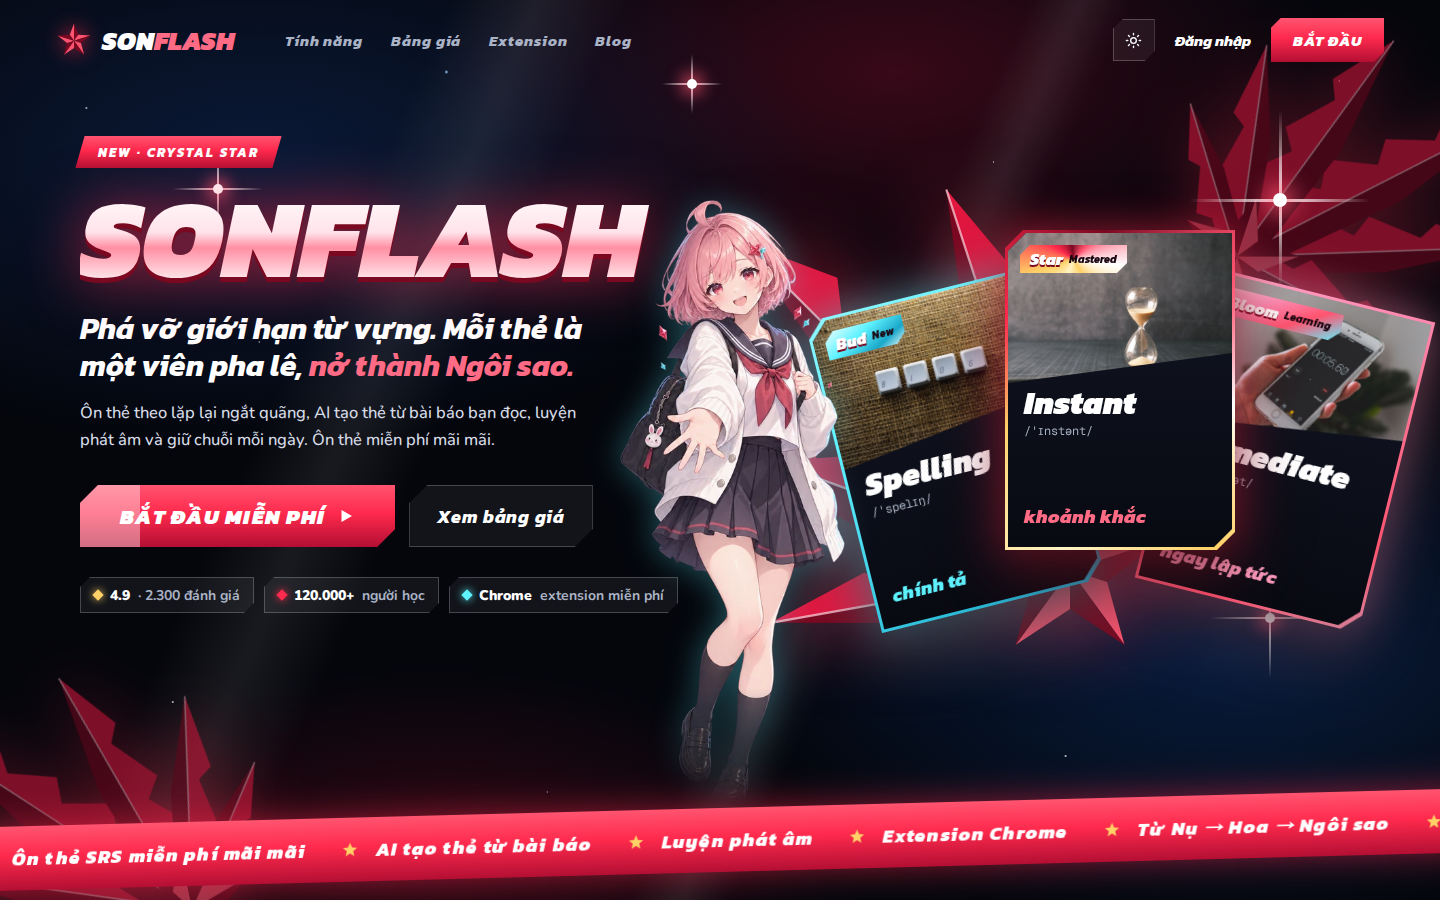 SONFLASH
Tính năng
Bảng giá
Extension
Blog
Đăng nhập
BẮT ĐẦU
NEW · CRYSTAL STAR
SONFLASH
Phá vỡ giới hạn từ vựng. Mỗi thẻ là
một viên pha lê, nở thành Ngôi sao.
Ôn thẻ theo lặp lại ngắt quãng, AI tạo thẻ từ bài báo bạn đọc, luyện
phát âm và giữ chuỗi mỗi ngày. Ôn thẻ miễn phí mãi mãi.
BẮT ĐẦU MIỄN PHÍ
Xem bảng giá
4.9 · 2.300 đánh giá
120.000+ người học
Chrome extension miễn phí
Bud New
Spelling
/ˈspelɪŋ/
chính tả
Star Mastered
Instant
/ˈɪnstənt/
khoảnh khắc
Learning
00:05.69
ngay lập tức
Ôn thẻ SRS miễn phí mãi mãi ★ AI tạo thẻ từ bài báo ★ Luyện phát âm ★ Extension Chrome ★ Từ Nụ → Hoa → Ngôi sao ★